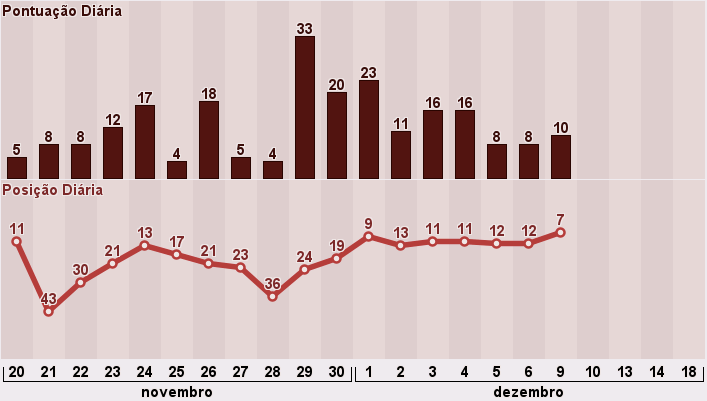 Pontuação Diária
5 8 8 12 17 4 18 5 4 33 20 23 11 16 16 8 8 10
Posição Diária
11 43 30 21 13 17 21 23 36 24 19 9 13 11 11 12 12 7
20 21 22 23 24 25 26 27 28 29 30 1 2 3 4 5 6 9 10 13 14 18
novembro dezembro